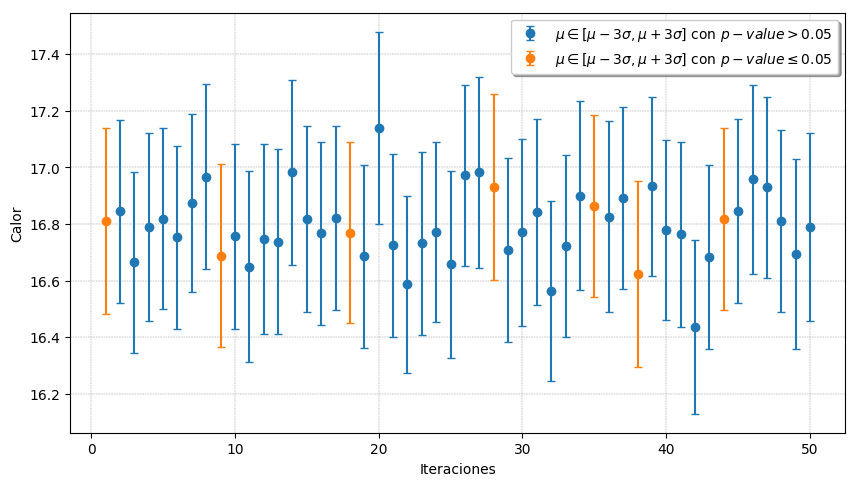 17.4
17.2
17.0
16.8
16.6
16.4
16.2
Calor
μ ∈ [μ − 3σ, μ + 3σ] con p − value > 0.05
μ ∈ [μ − 3σ, μ + 3σ] con p − value ≤ 0.05
0 10 20 30 40 50
Iteraciones